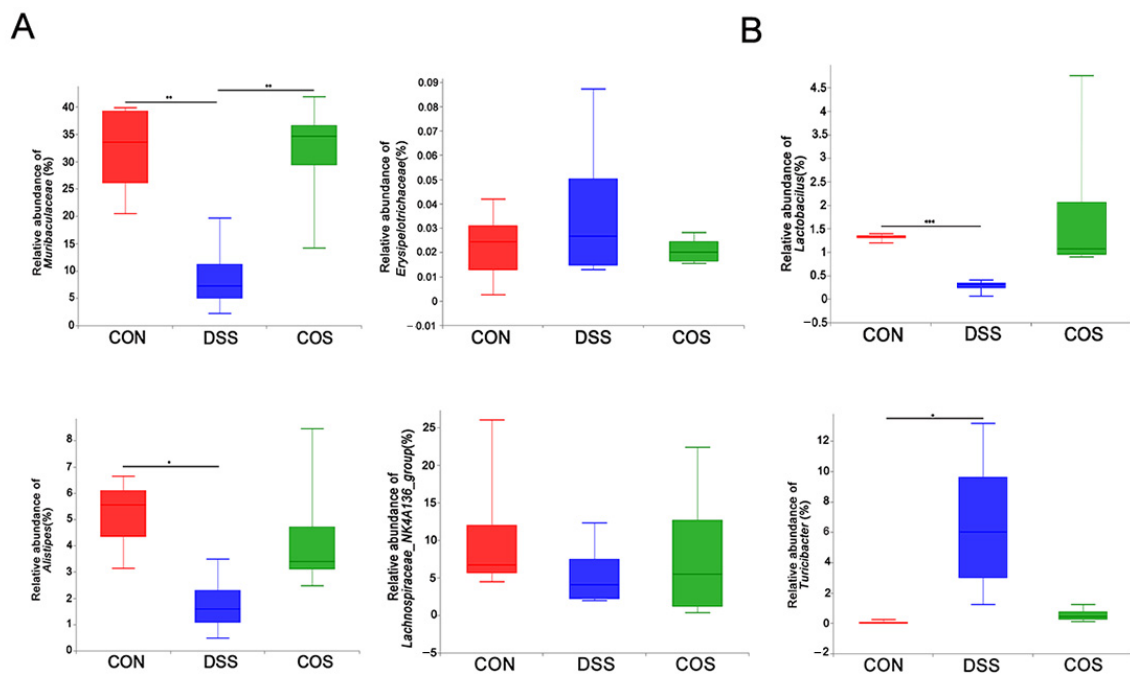 A
B
Relative abundance of
Muribaculaceae (%)
40
35
30
25
20
15
10
5
0
**
**
CON
DSS
COS
Relative abundance of
Erysipelotrichaceae(%)
0.09
0.08
0.07
0.06
0.05
0.04
0.03
0.02
0.01
0
−0.01
CON
DSS
COS
Relative abundance of
Lactobacilus(%)
4.5
4
3.5
3
2.5
2
1.5
1
0.5
0
−0.5
***
CON
DSS
COS
Relative abundance of
Alistipes(%)
8
7
6
5
4
3
2
1
0
*
CON
DSS
COS
Relative abundance of
Lachnospiraceae_NK4A136_group(%)
25
20
15
10
5
0
−5
CON
DSS
COS
Relative abundance of
Turicibacter (%)
12
10
8
6
4
2
0
−2
*
CON
DSS
COS